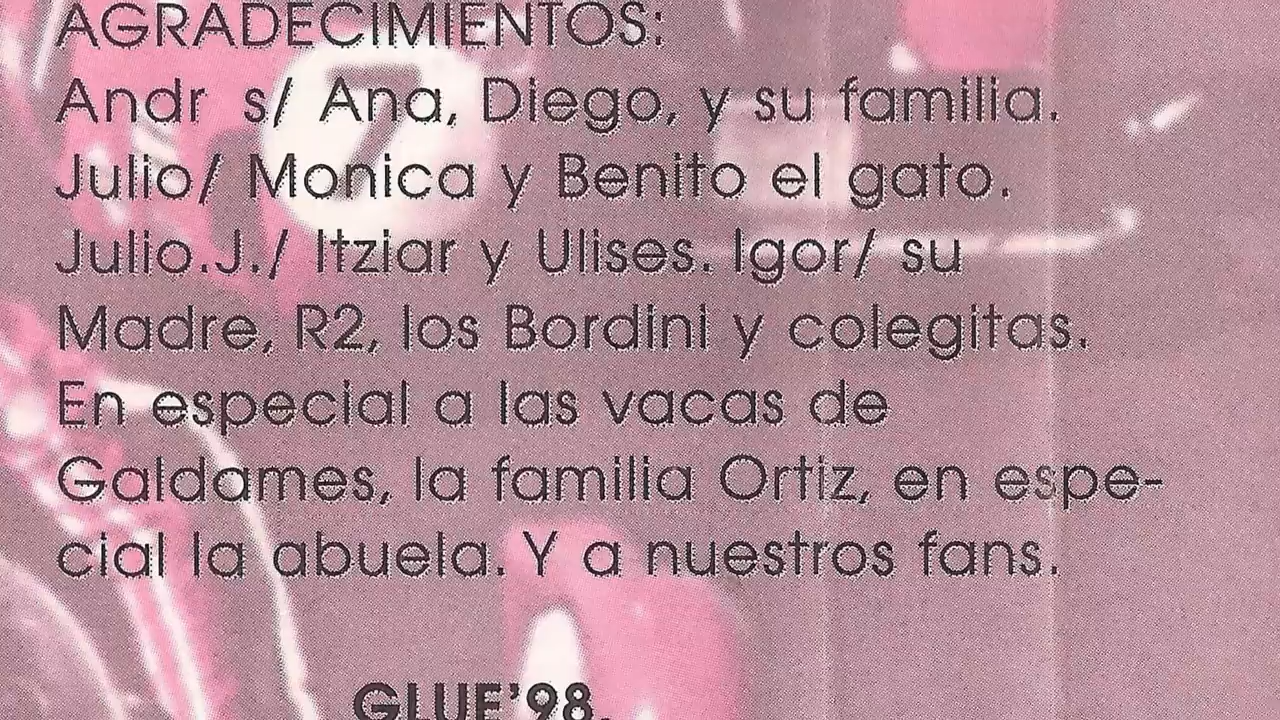 AGRADECIMIENTOS:
Andr s/ Ana, Diego, y su familia.
Julio/ Monica y Benito el gato.
Julio.J./ Itziar y Ulises. Igor/ su
Madre, R2, los Bordini y colegitas.
En especial a las vacas de
Galdames, la familia Ortiz, en espe-
cial la abuela. Y a nuestros fans.
GLUE'98.
7